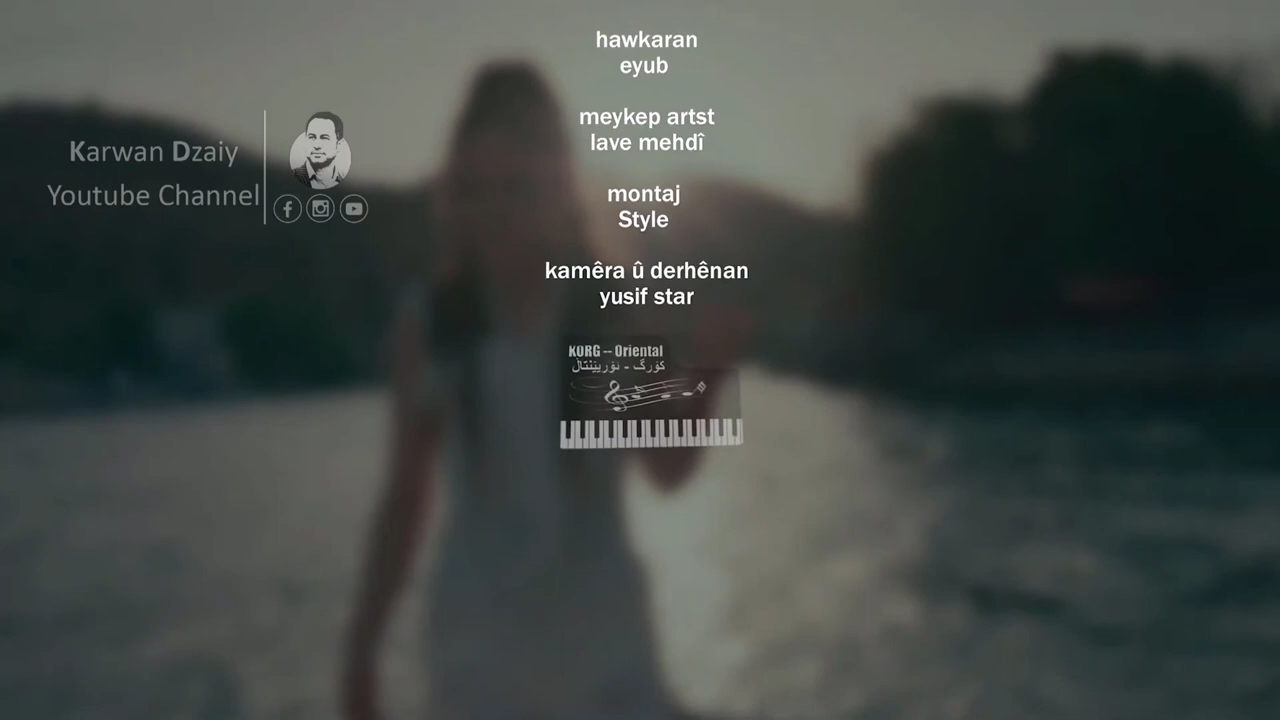 hawkaran
eyub
meykep artst
lave mehdî
montaj
Style
kamêra û derhênan
yusif star
Karwan Dzaiy
Youtube Channel
KORG -- Oriental
کۆرگ - ئۆریێنتاڵ